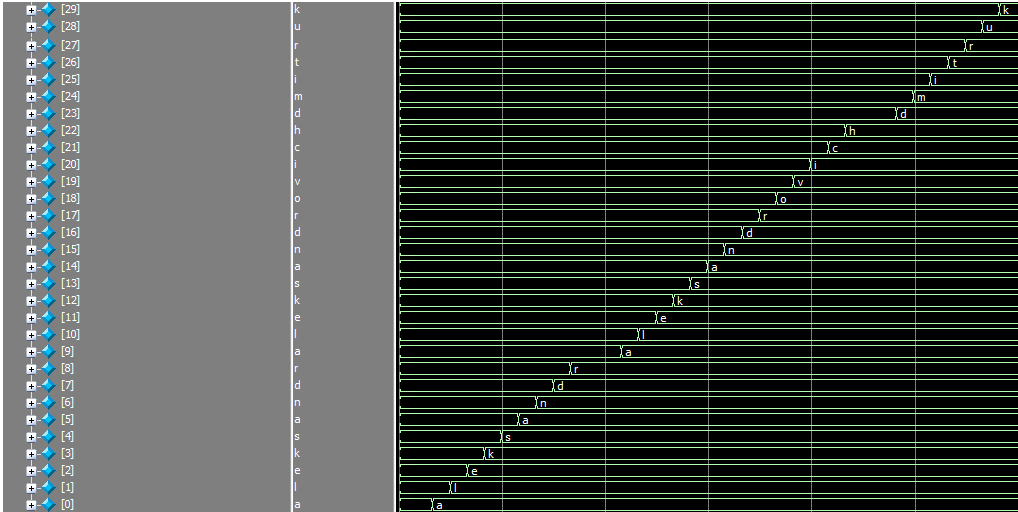 [29] k k
[28] u u
[27] r r
[26] t t
[25] i i
[24] m m
[23] d d
[22] h h
[21] c c
[20] i i
[19] v v
[18] o o
[17] r r
[16] d d
[15] n n
[14] a a
[13] s s
[12] k k
[11] e e
[10] l l
[9] a a
[8] r r
[7] d d
[6] n n
[5] a a
[4] s s
[3] k k
[2] e e
[1] l l
[0] a a